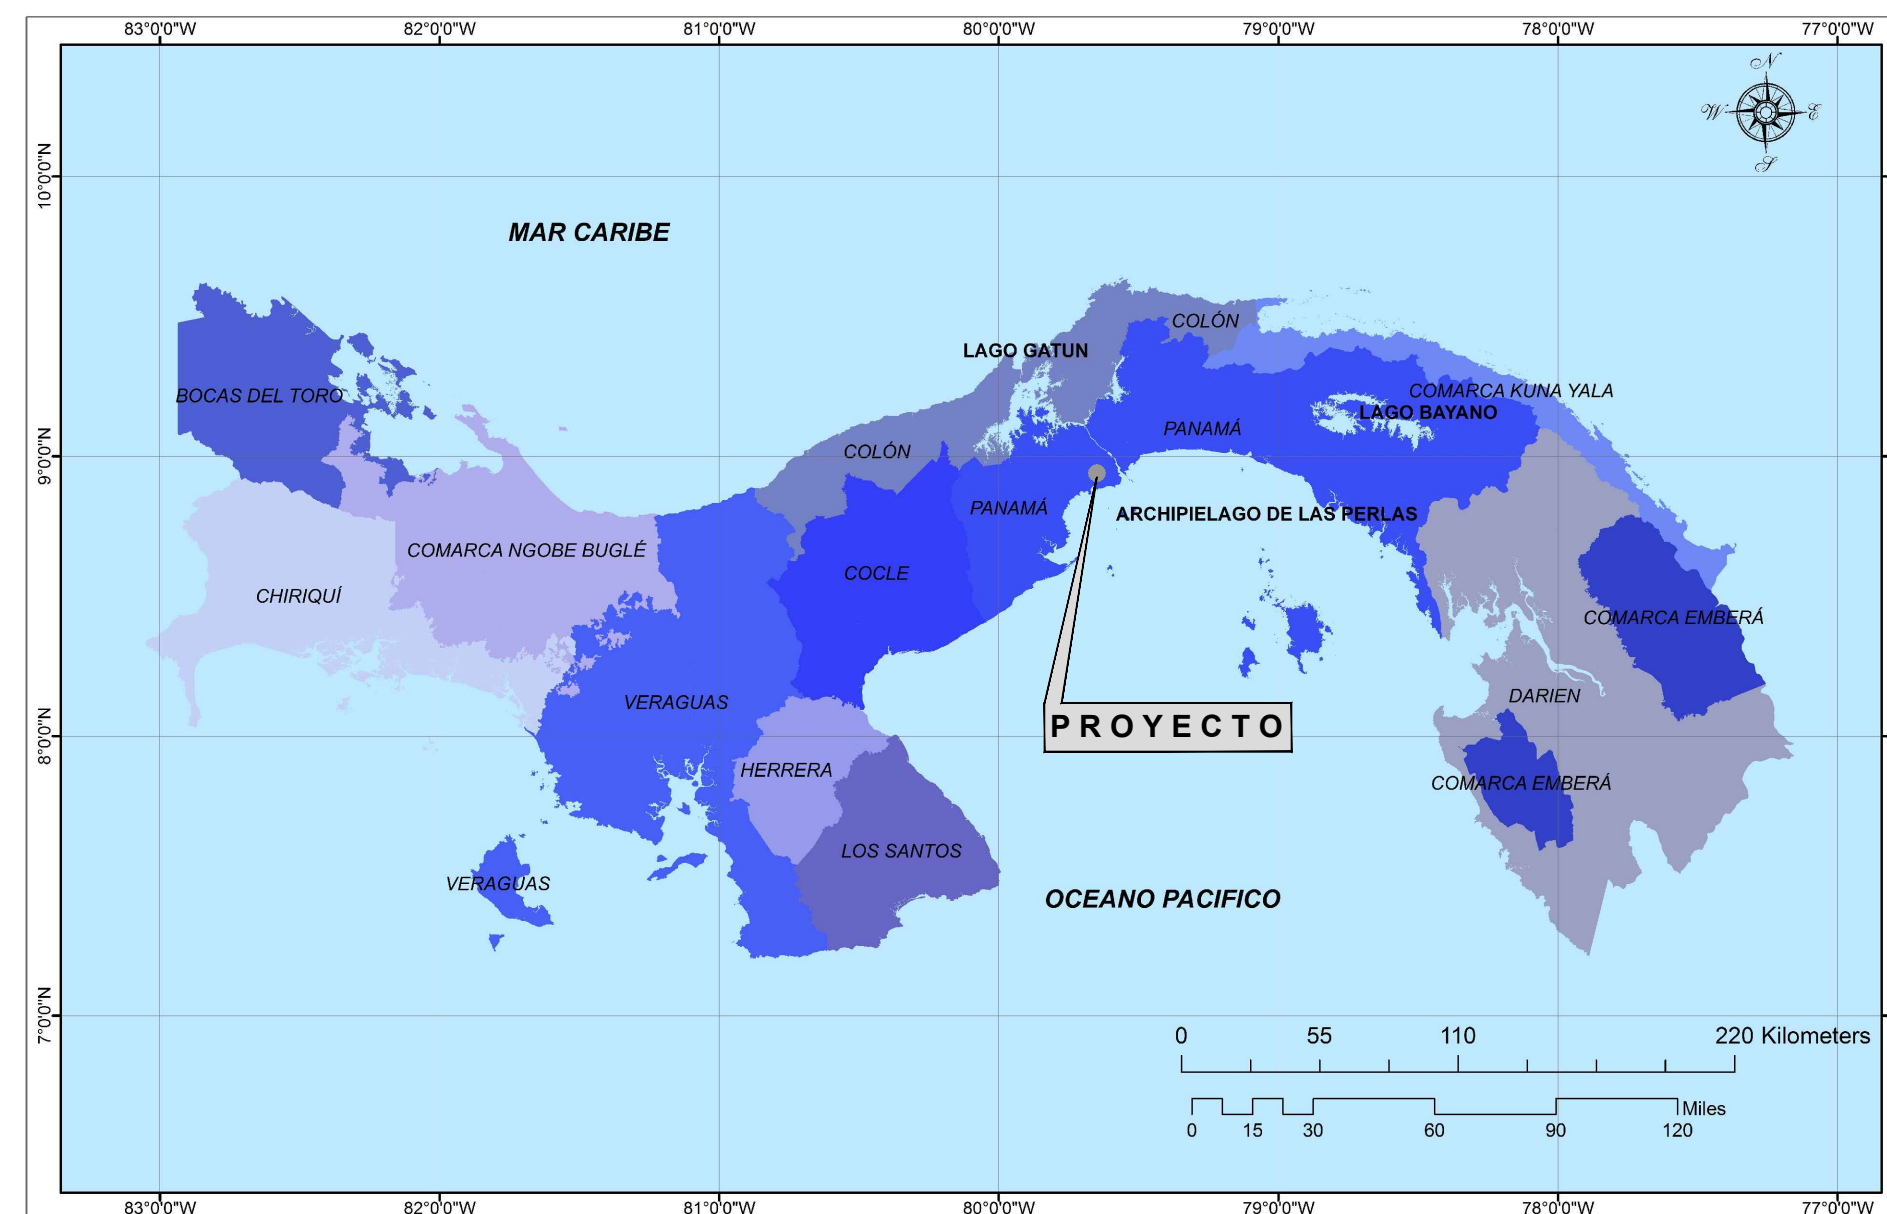 83°0'0"W 82°0'0"W 81°0'0"W 80°0'0"W 79°0'0"W 78°0'0"W 77°0'0"W
N
W E
S
10°0'0"N
MAR CARIBE
COLÓN
LAGO GATUN
BOCAS DEL TORO
COMARCA KUNA YALA
LAGO BAYANO
PANAMÁ
COLÓN
9°0'0"N
PANAMÁ
ARCHIPIELAGO DE LAS PERLAS
COMARCA NGOBE BUGLÉ
COCLE
CHIRIQUÍ
COMARCA EMBERÁ
DARIEN
VERAGUAS
PROYECTO
8°0'0"N
HERRERA
COMARCA EMBERÁ
LOS SANTOS
VERAGUAS
OCEANO PACIFICO
7°0'0"N
0 55 110 220 Kilometers
Miles
0 15 30 60 90 120
83°0'0"W 82°0'0"W 81°0'0"W 80°0'0"W 79°0'0"W 78°0'0"W 77°0'0"W